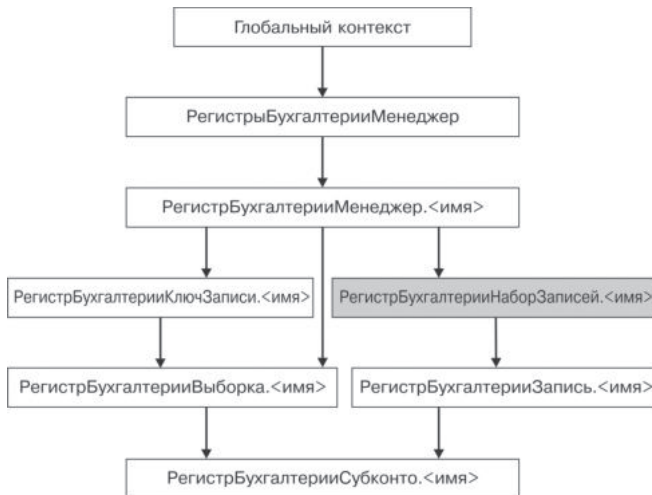 Глобальный контекст
РегистрыБухгалтерииМенеджер
РегистрБухгалтерииМенеджер.<имя>
РегистрБухгалтерииКлючЗаписи.<имя>
РегистрБухгалтерииНаборЗаписей.<имя>
РегистрБухгалтерииВыборка.<имя>
РегистрБухгалтерииЗапись.<имя>
РегистрБухгалтерииСубконто.<имя>